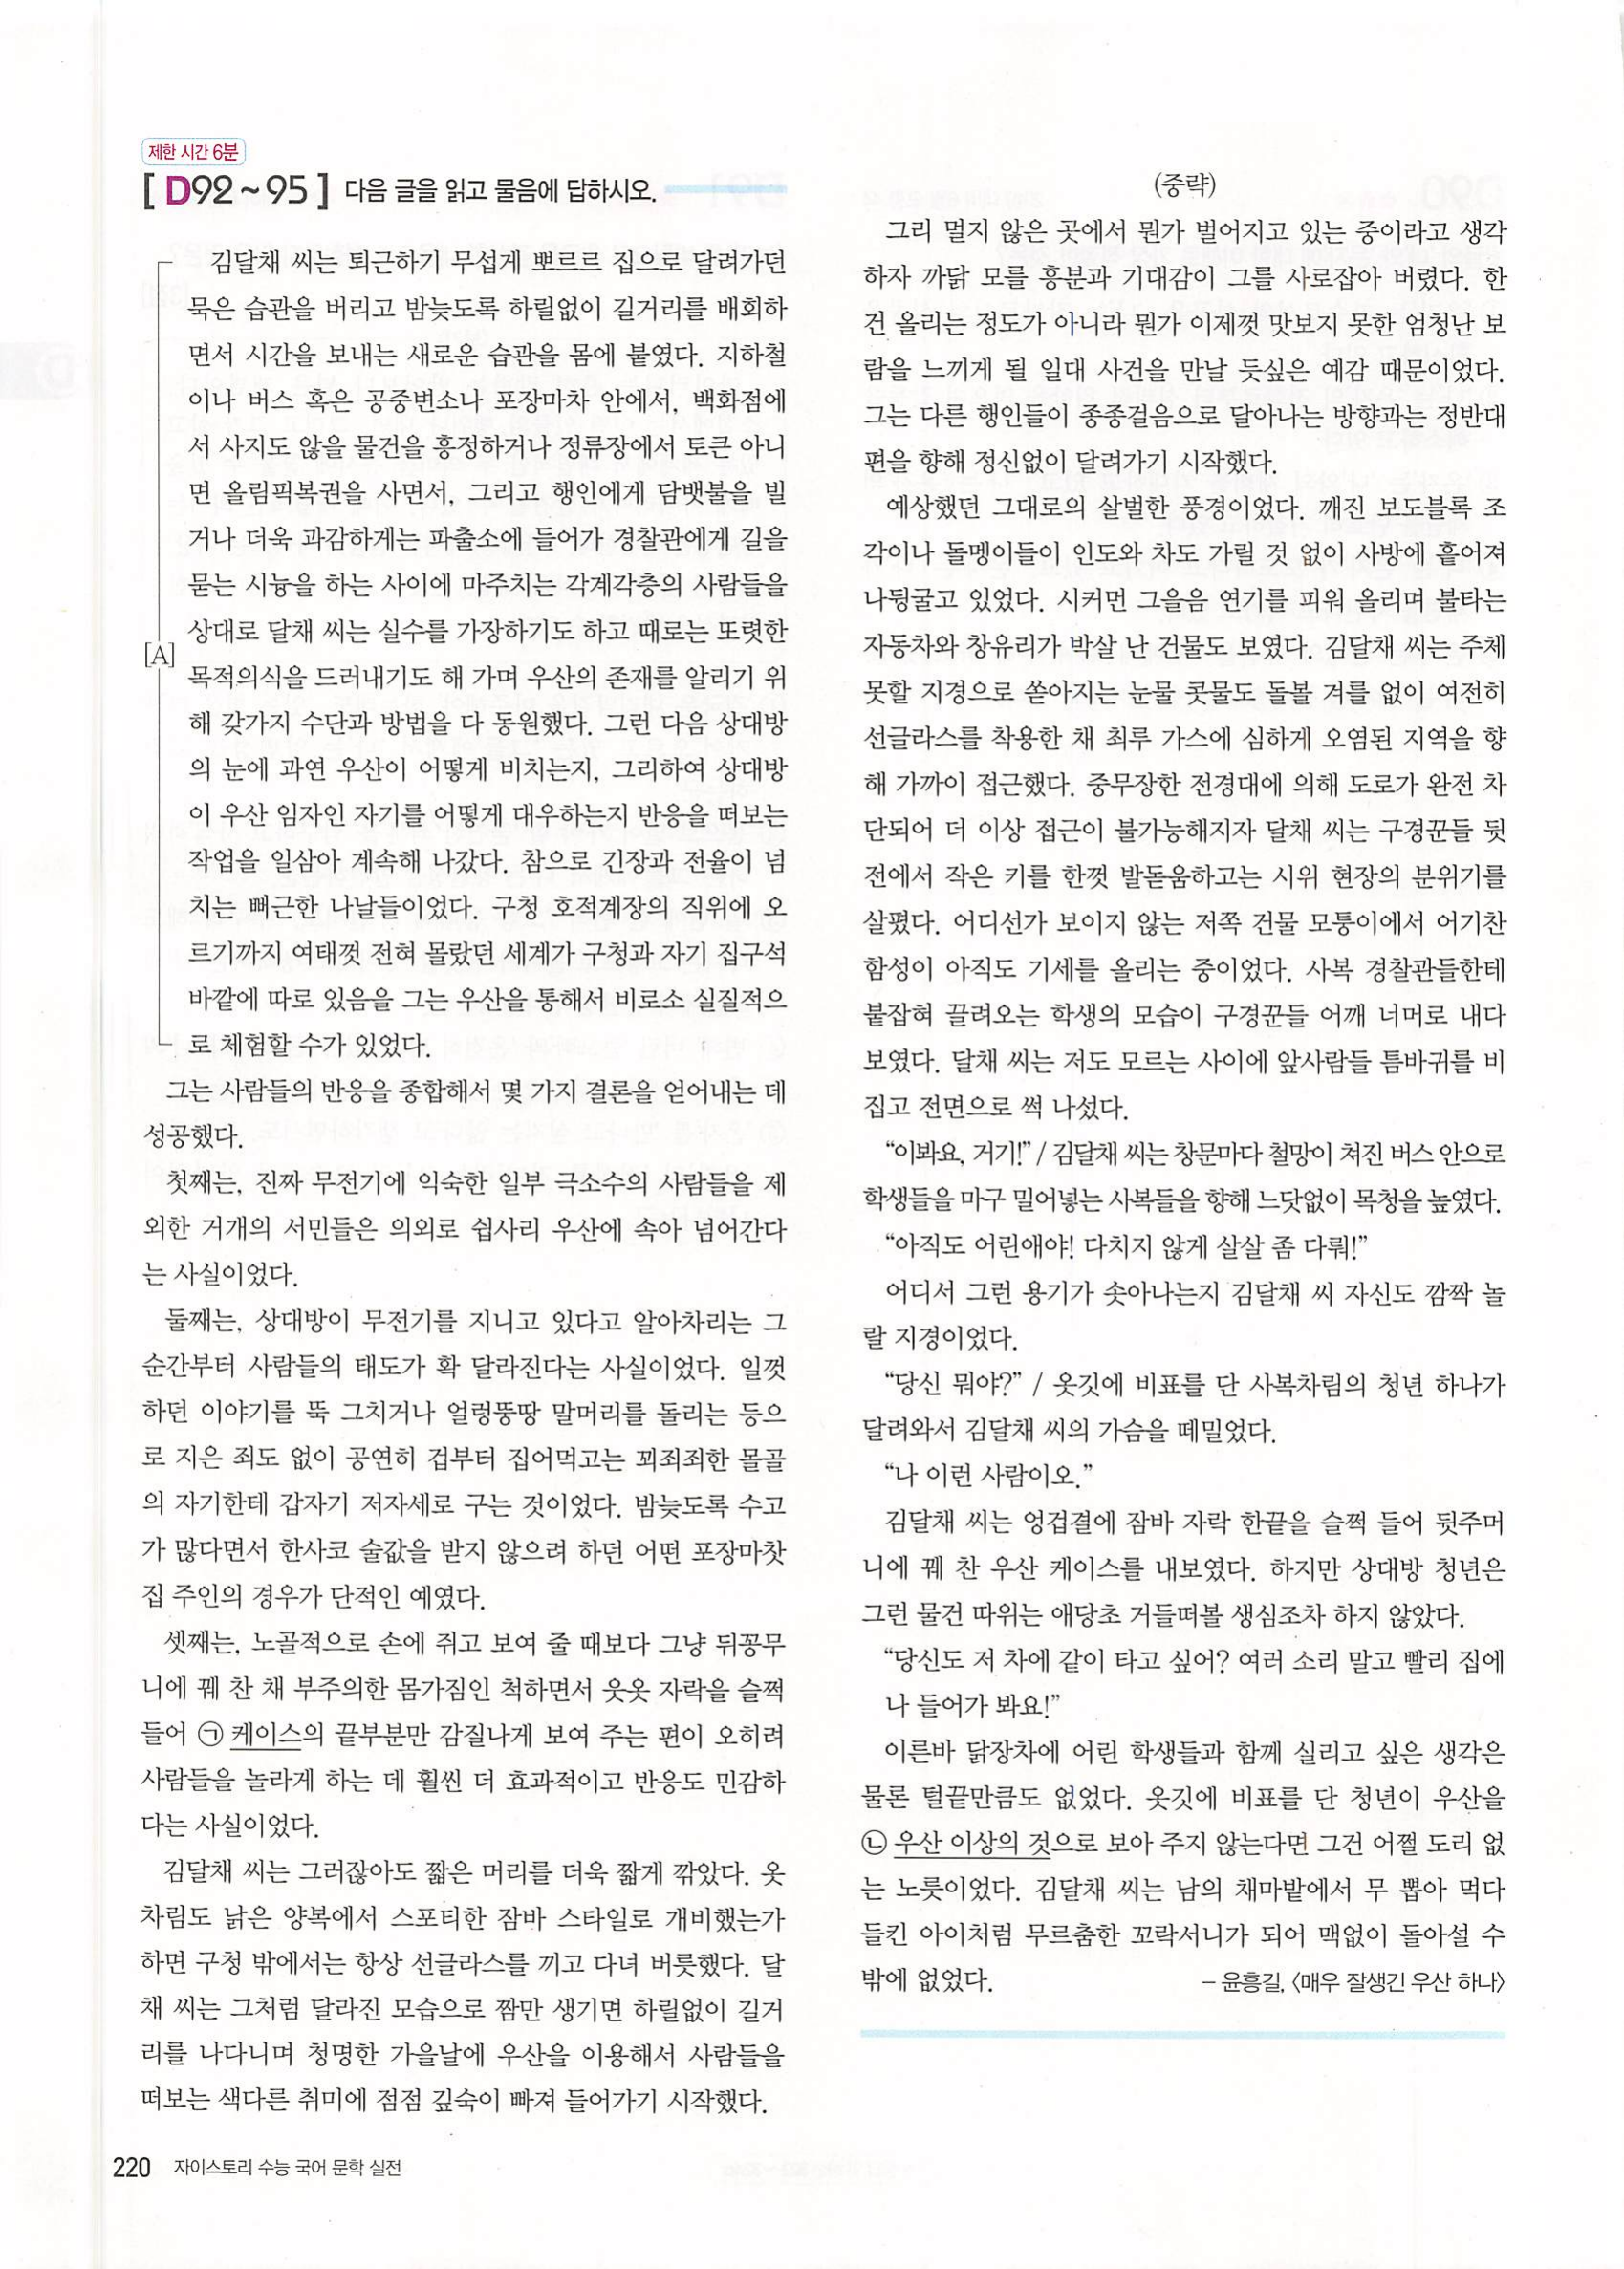 제한 시간 6분
[ D92~95 ] 다음 글을 읽고 물음에 답하시오.
김달채 씨는 퇴근하기 무섭게 뽀르르 집으로 달려가던
묵은 습관을 버리고 밤늦도록 하릴없이 길거리를 배회하
면서 시간을 보내는 새로운 습관을 몸에 붙였다. 지하철
이나 버스 혹은 공중변소나 포장마차 안에서, 백화점에
서 사지도 않을 물건을 흥정하거나 정류장에서 토큰 아니
면 올림픽복권을 사면서, 그리고 행인에게 담뱃불을 빌
거나 더욱 과감하게는 파출소에 들어가 경찰관에게 길을
묻는 시늉을 하는 사이에 마주치는 각계각층의 사람들을
상대로 달채 씨는 실수를 가장하기도 하고 때로는 또렷한
[A]
목적의식을 드러내기도 해 가며 우산의 존재를 알리기 위
해 갖가지 수단과 방법을 다 동원했다. 그런 다음 상대방
의 눈에 과연 우산이 어떻게 비치는지, 그리하여 상대방
이 우산 임자인 자기를 어떻게 대우하는지 반응을 떠보는
작업을 일삼아 계속해 나갔다. 참으로 긴장과 전율이 넘
치는 뻐근한 나날들이었다. 구청 호적계장의 직위에 오
르기까지 여태껏 전혀 몰랐던 세계가 구청과 자기 집구석
바깥에 따로 있음을 그는 우산을 통해서 비로소 실질적으
로 체험할 수가 있었다.
그는 사람들의 반응을 종합해서 몇 가지 결론을 얻어내는 데
성공했다.
첫째는, 진짜 무전기에 익숙한 일부 극소수의 사람들을 제
외한 거개의 서민들은 의외로 쉽사리 우산에 속아 넘어간다
는 사실이었다.
둘째는, 상대방이 무전기를 지니고 있다고 알아차리는 그
순간부터 사람들의 태도가 확 달라진다는 사실이었다. 일껏
하던 이야기를 뚝 그치거나 얼렁뚱땅 말머리를 돌리는 등으
로 지은 죄도 없이 공연히 겁부터 집어먹고는 꾀죄죄한 몰골
의 자기한테 갑자기 저자세로 구는 것이었다. 밤늦도록 수고
가 많다면서 한사코 술값을 받지 않으려 하던 어떤 포장마찻
집 주인의 경우가 단적인 예였다.
셋째는, 노골적으로 손에 쥐고 보여 줄 때보다 그냥 뒤꽁무
니에 꿰 찬 채 부주의한 몸가짐인 척하면서 웃옷 자락을 슬쩍
들어 ㉠ 케이스의 끝부분만 감질나게 보여 주는 편이 오히려
사람들을 놀라게 하는 데 훨씬 더 효과적이고 반응도 민감하
다는 사실이었다.
김달채 씨는 그러잖아도 짧은 머리를 더욱 짧게 깎았다. 옷
차림도 낡은 양복에서 스포티한 잠바 스타일로 개비했는가
하면 구청 밖에서는 항상 선글라스를 끼고 다녀 버릇했다. 달
채 씨는 그처럼 달라진 모습으로 짬만 생기면 하릴없이 길거
리를 나다니며 청명한 가을날에 우산을 이용해서 사람들을
떠보는 색다른 취미에 점점 깊숙이 빠져 들어가기 시작했다.
(중략)
그리 멀지 않은 곳에서 뭔가 벌어지고 있는 중이라고 생각
하자 까닭 모를 흥분과 기대감이 그를 사로잡아 버렸다. 한
건 올리는 정도가 아니라 뭔가 이제껏 맛보지 못한 엄청난 보
람을 느끼게 될 일대 사건을 만날 듯싶은 예감 때문이었다.
그는 다른 행인들이 종종걸음으로 달아나는 방향과는 정반대
편을 향해 정신없이 달려가기 시작했다.
예상했던 그대로의 살벌한 풍경이었다. 깨진 보도블록 조
각이나 돌멩이들이 인도와 차도 가릴 것 없이 사방에 흩어져
나뒹굴고 있었다. 시커먼 그을음 연기를 피워 올리며 불타는
자동차와 창유리가 박살 난 건물도 보였다. 김달채 씨는 주체
못할 지경으로 쏟아지는 눈물 콧물도 돌볼 겨를 없이 여전히
선글라스를 착용한 채 최루 가스에 심하게 오염된 지역을 향
해 가까이 접근했다. 중무장한 전경대에 의해 도로가 완전 차
단되어 더 이상 접근이 불가능해지자 달채 씨는 구경꾼들 뒷
전에서 작은 키를 한껏 발돋움하고는 시위 현장의 분위기를
살폈다. 어디선가 보이지 않는 저쪽 건물 모퉁이에서 어기찬
함성이 아직도 기세를 올리는 중이었다. 사복 경찰관들한테
붙잡혀 끌려오는 학생의 모습이 구경꾼들 어깨 너머로 내다
보였다. 달채 씨는 저도 모르는 사이에 앞사람들 틈바귀를 비
집고 전면으로 썩 나섰다.
“이봐요, 거기!” / 김달채 씨는 창문마다 철망이 쳐진 버스 안으로
학생들을 마구 밀어넣는 사복들을 향해 느닷없이 목청을 높였다.
“아직도 어린애야! 다치지 않게 살살 좀 다뤄!”
어디서 그런 용기가 솟아나는지 김달채 씨 자신도 깜짝 놀
랄 지경이었다.
“당신 뭐야?” / 옷깃에 비표를 단 사복차림의 청년 하나가
달려와서 김달채 씨의 가슴을 떼밀었다.
“나 이런 사람이오.”
김달채 씨는 엉겁결에 잠바 자락 한끝을 슬쩍 들어 뒷주머
니에 꿰 찬 우산 케이스를 내보였다. 하지만 상대방 청년은
그런 물건 따위는 애당초 거들떠볼 생심조차 하지 않았다.
“당신도 저 차에 같이 타고 싶어? 여러 소리 말고 빨리 집에
나 들어가 봐요!”
이른바 닭장차에 어린 학생들과 함께 실리고 싶은 생각은
물론 털끝만큼도 없었다. 옷깃에 비표를 단 청년이 우산을
㉡ 우산 이상의 것으로 보아 주지 않는다면 그건 어쩔 도리 없
는 노릇이었다. 김달채 씨는 남의 채마밭에서 무 뽑아 먹다
들킨 아이처럼 무르춤한 꼬락서니가 되어 맥없이 돌아설 수
밖에 없었다.
– 윤흥길, 〈매우 잘생긴 우산 하나〉
220 자이스토리 수능 국어 문학 실전